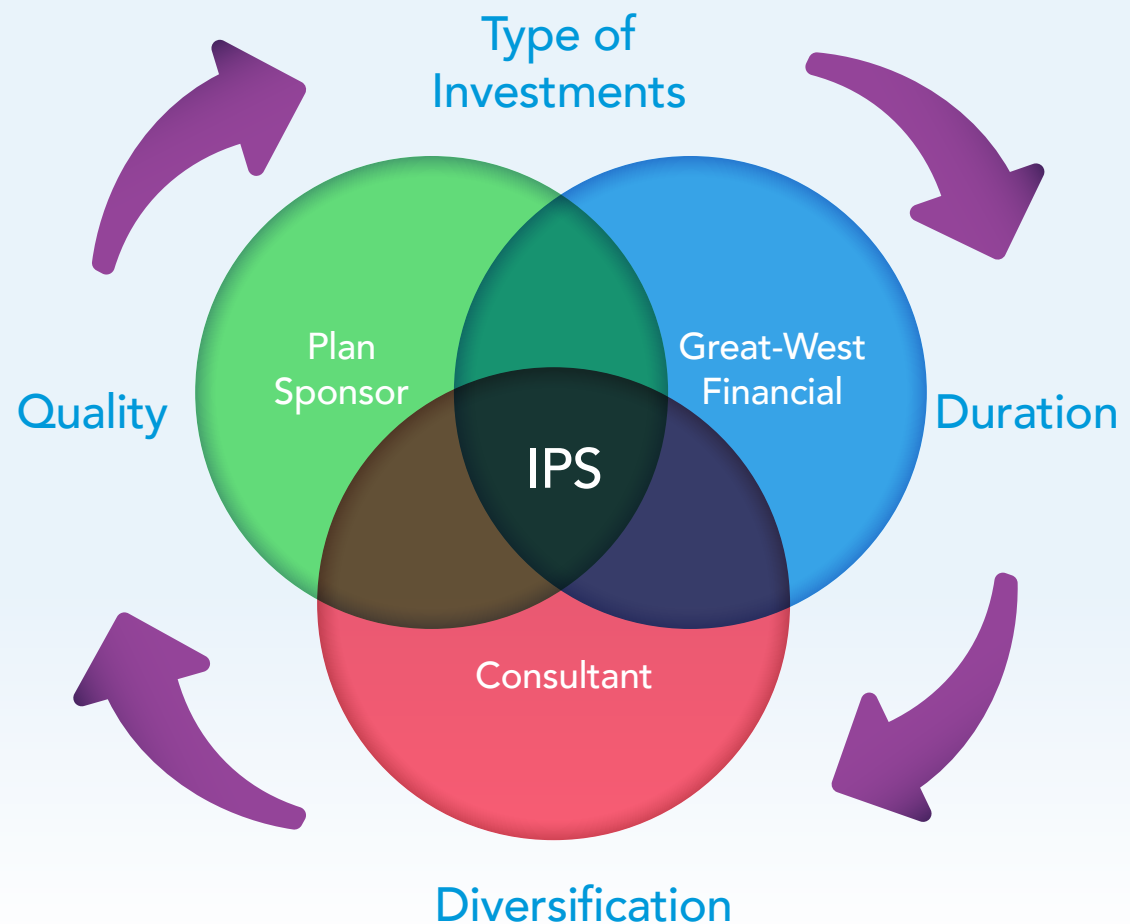 Type of
Investments
Plan
Sponsor
Great-West
Financial
Quality
Duration
IPS
Consultant
Diversification